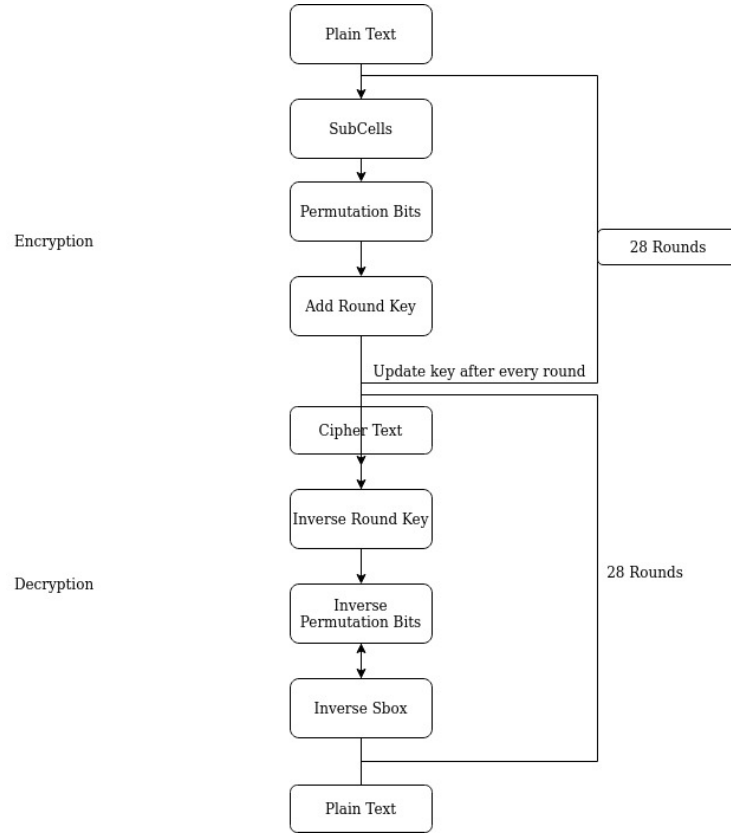 Plain Text
SubCells
Permutation Bits
Encryption
28 Rounds
Add Round Key
Update key after every round
Cipher Text
Inverse Round Key
Decryption
28 Rounds
Inverse
Permutation Bits
Inverse Sbox
Plain Text